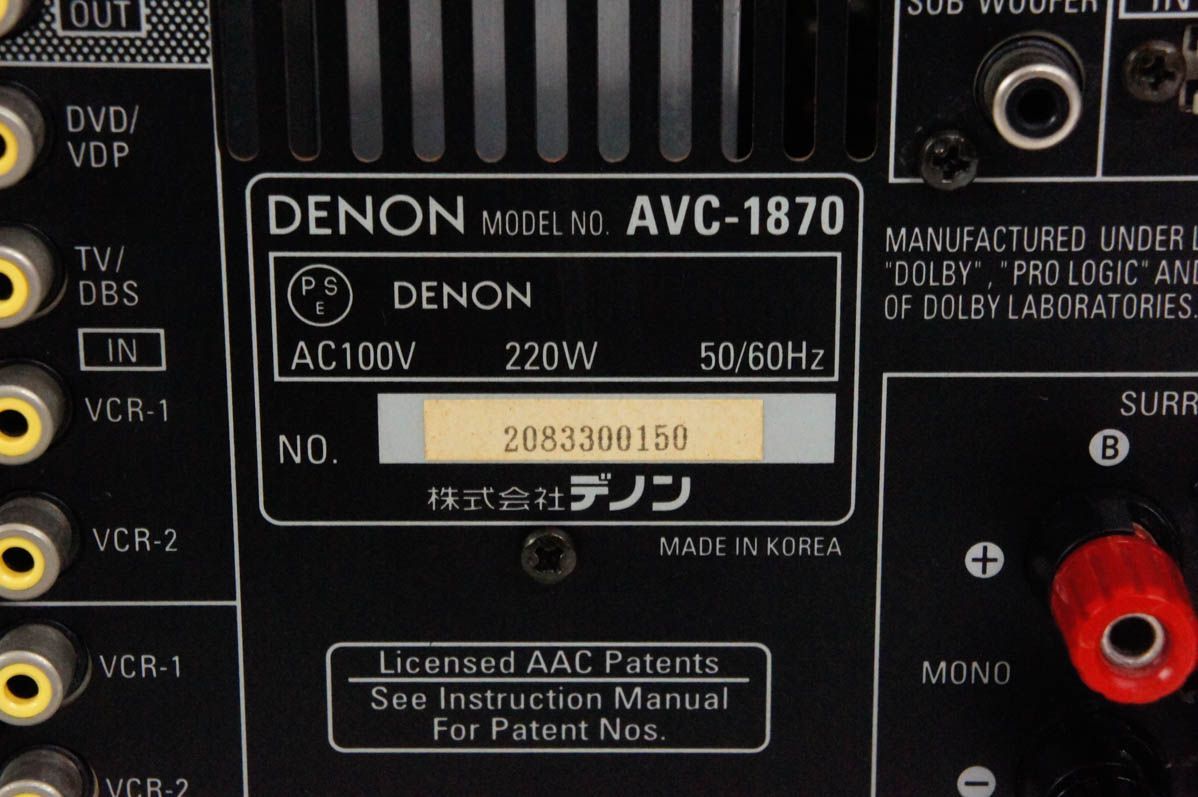 OUT
DVD/
VDP
TV/
DBS
IN
VCR-1
VCR-2
VCR-1
VCR-2
DENON MODEL NO. AVC-1870
PSE DENON
AC100V 220W 50/60Hz
NO. 2083300150
株式会社デノン
MADE IN KOREA
Licensed AAC Patents
See Instruction Manual
For Patent Nos.
SUB WOOFER
IN
MANUFACTURED UNDER
"DOLBY", "PRO LOGIC" AND
OF DOLBY LABORATORIES.
SURR
B
+
MONO
−